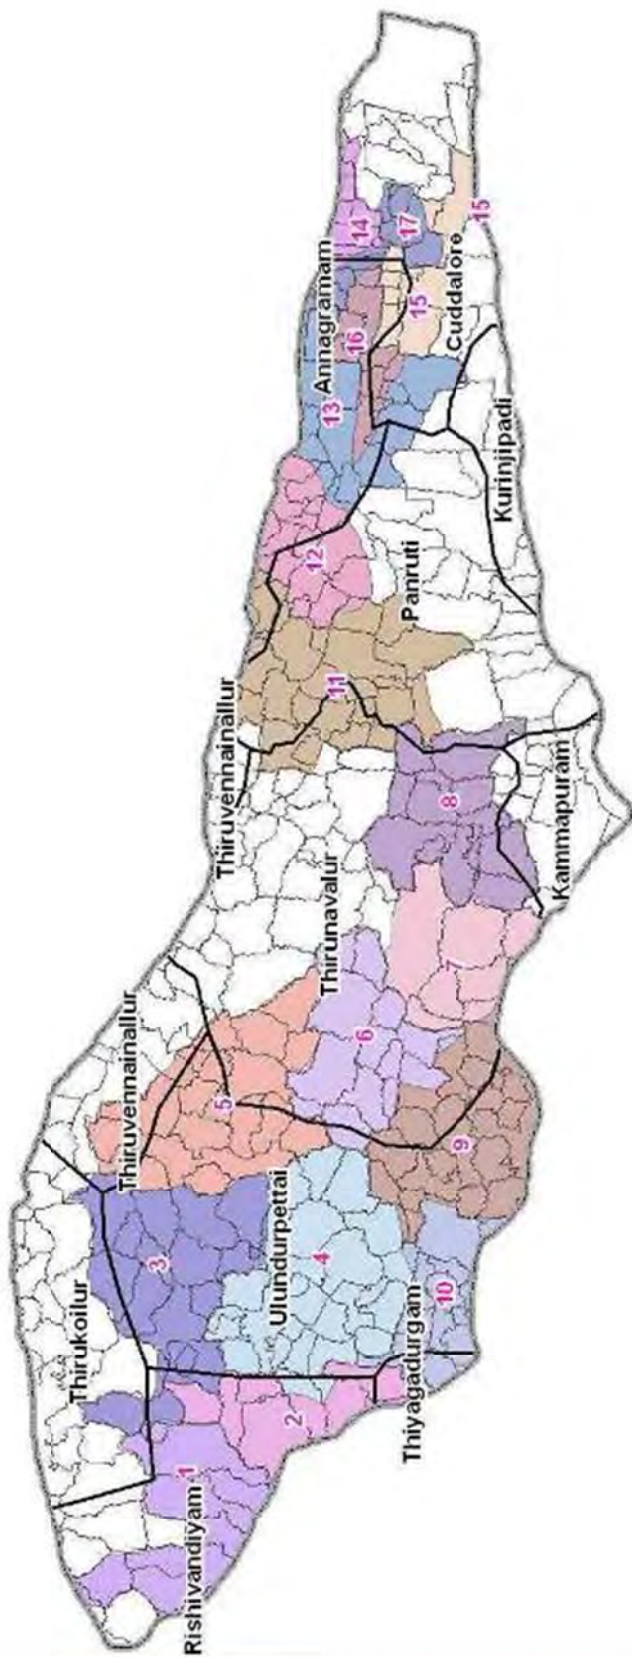 Rishivandiyam
1
Thirukoilur
2
3
Thiyagadurgam
10
Ulundurpettai
4
Thiruvennainallur
5
9
6
Thirunavalur
7
Thiruvennainallur
8
Kammapuram
11
Panruti
12
Kurinjipadi
13
Annagramam
16
Cuddalore
15
14
17
15